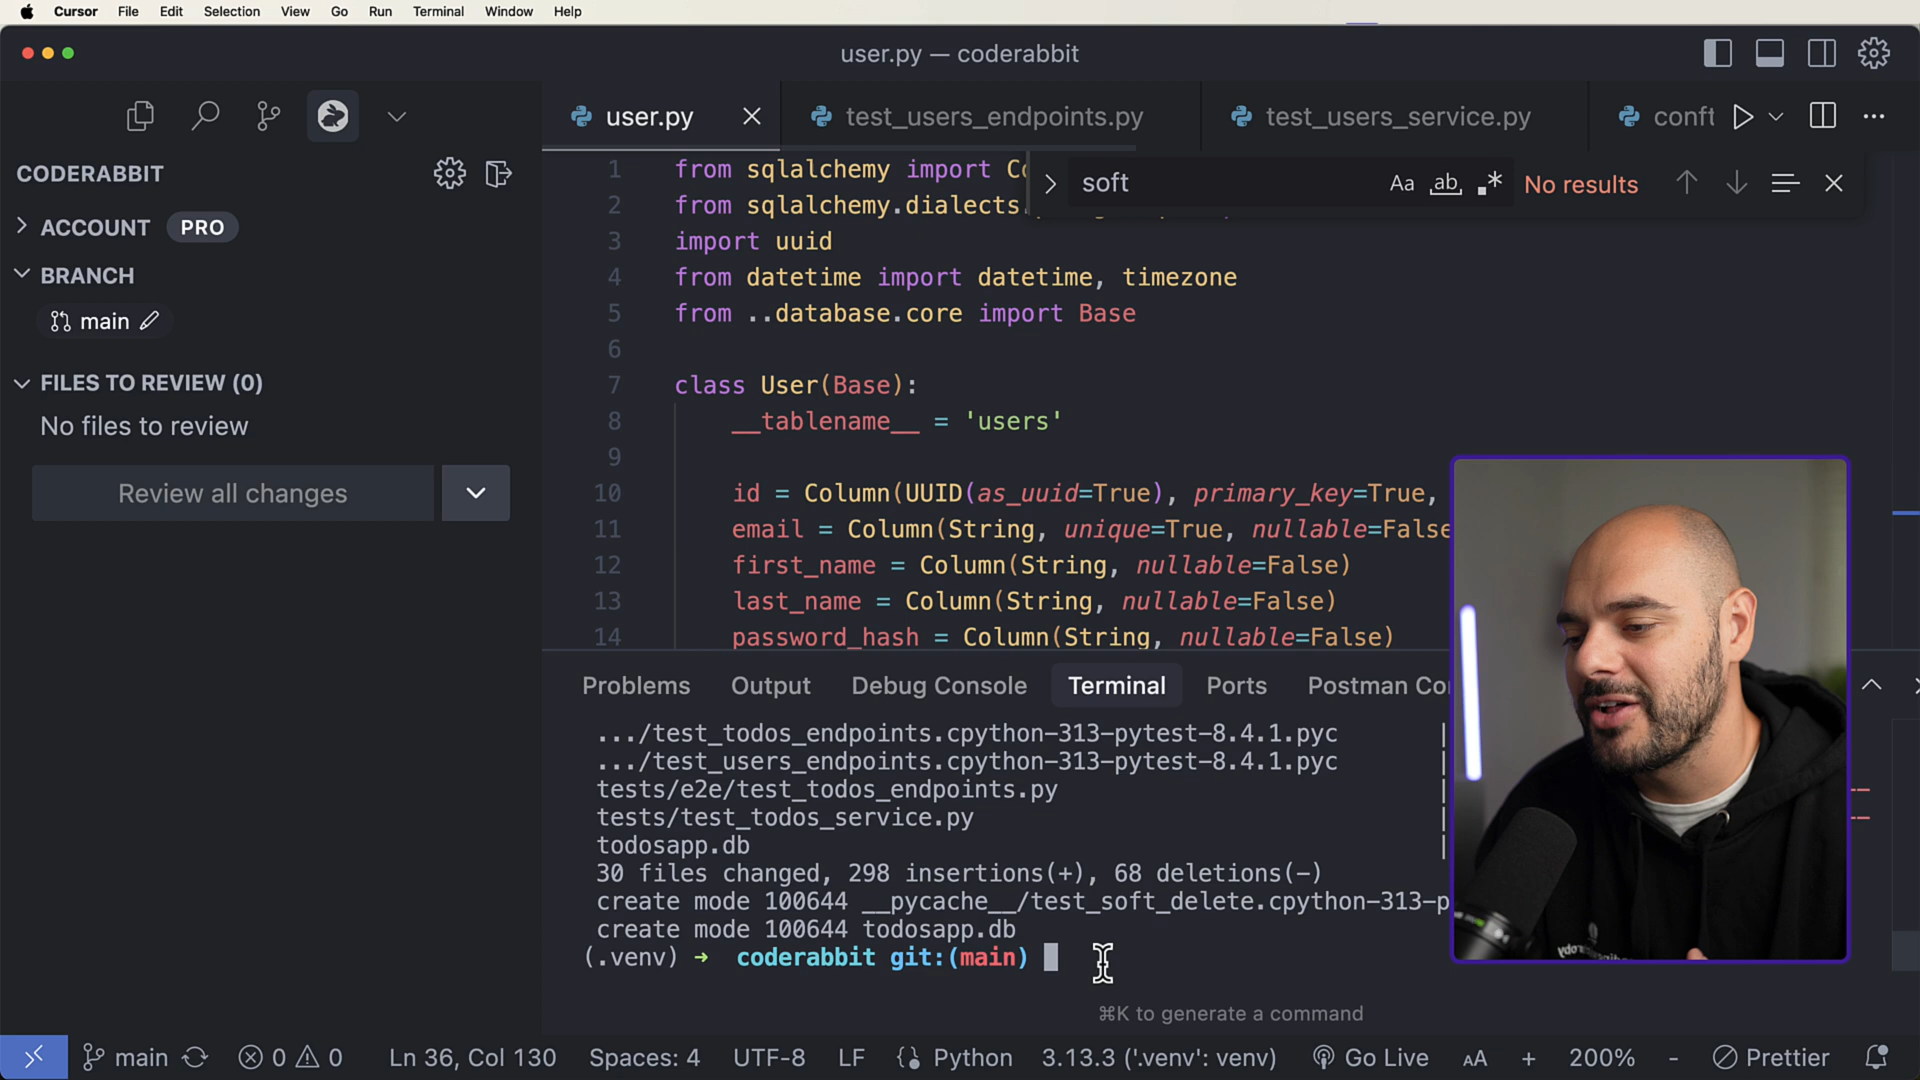 Cursor File Edit Selection View Go Run Terminal Window Help
user.py — coderabbit
user.py test_users_endpoints.py test_users_service.py conft
CODERABBIT
ACCOUNT PRO
BRANCH
main
FILES TO REVIEW (0)
No files to review
Review all changes
soft Aa ab .* No results
1 from sqlalchemy import Co
2 from sqlalchemy.dialects.
3 import uuid
4 from datetime import datetime, timezone
5 from ..database.core import Base
6
7 class User(Base):
8 __tablename__ = 'users'
9
10 id = Column(UUID(as_uuid=True), primary_key=True,
11 email = Column(String, unique=True, nullable=False
12 first_name = Column(String, nullable=False)
13 last_name = Column(String, nullable=False)
14 password_hash = Column(String, nullable=False)
Problems Output Debug Console Terminal Ports Postman Con
.../test_todos_endpoints.cpython-313-pytest-8.4.1.pyc |
.../test_users_endpoints.cpython-313-pytest-8.4.1.pyc |
tests/e2e/test_todos_endpoints.py |
tests/test_todos_service.py |
todosapp.db |
30 files changed, 298 insertions(+), 68 deletions(-)
create mode 100644 __pycache__/test_soft_delete.cpython-313-p
create mode 100644 todosapp.db
(.venv) → coderabbit git:(main)
⌘K to generate a command
main 0 0 Ln 36, Col 130 Spaces: 4 UTF-8 LF Python 3.13.3 ('.venv': venv) Go Live AA + 200% - Prettier